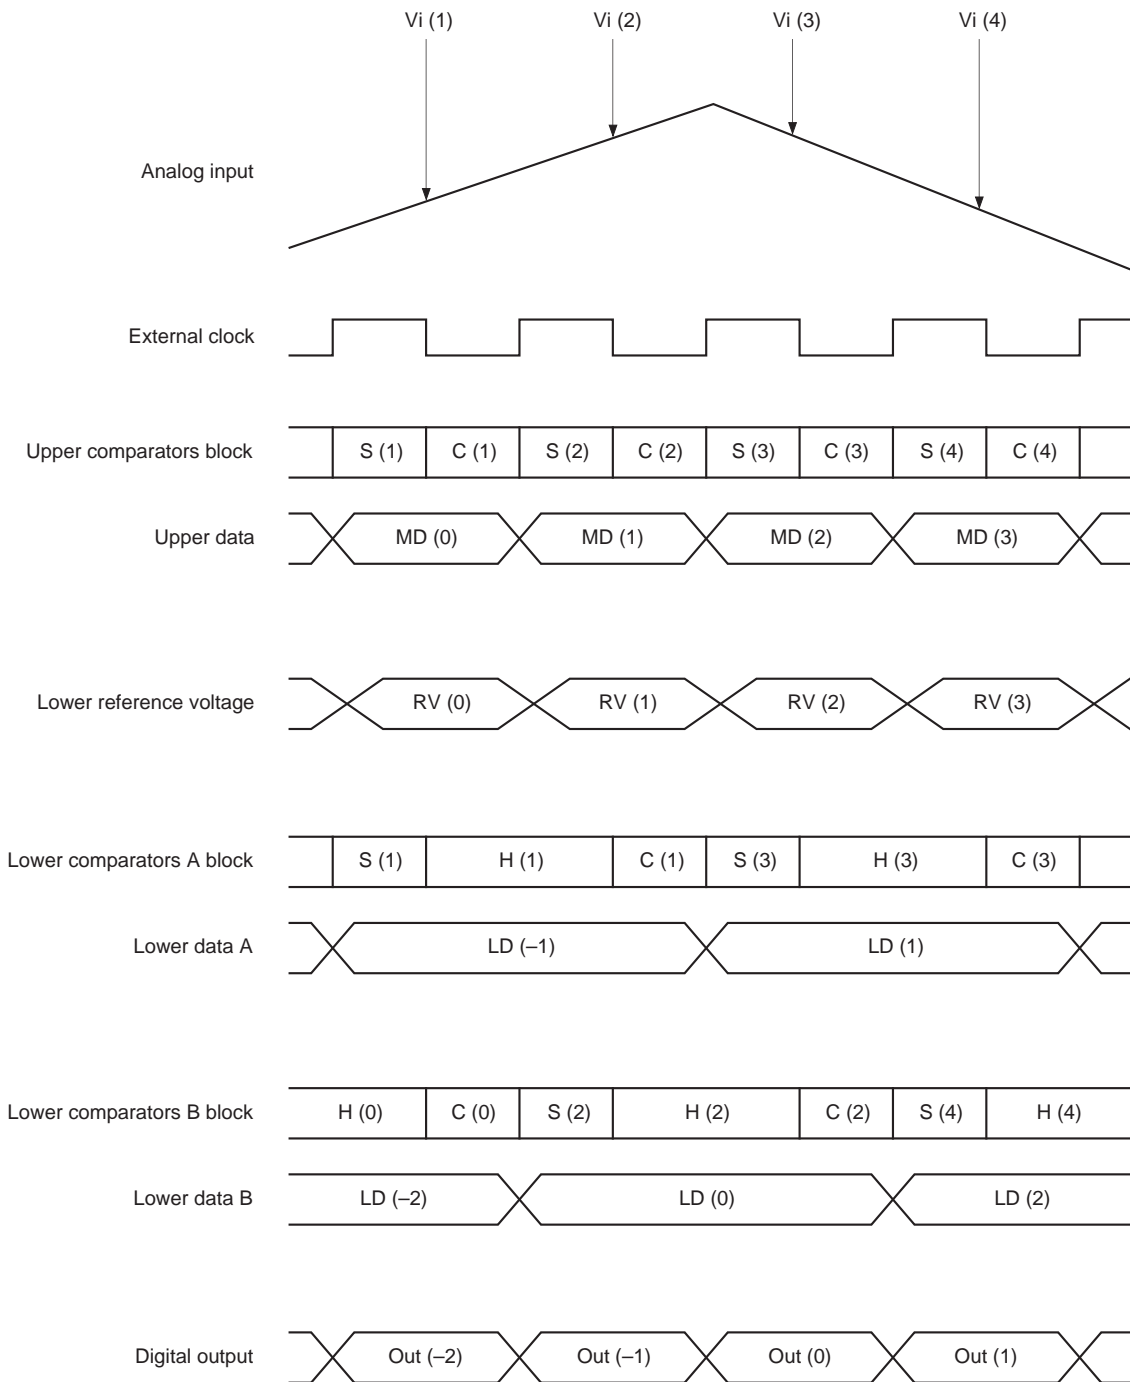 Vi (1) Vi (2) Vi (3) Vi (4)
Analog input
External clock
Upper comparators block S (1) C (1) S (2) C (2) S (3) C (3) S (4) C (4)
Upper data MD (0) MD (1) MD (2) MD (3)
Lower reference voltage RV (0) RV (1) RV (2) RV (3)
Lower comparators A block S (1) H (1) C (1) S (3) H (3) C (3)
Lower data A LD (–1) LD (1)
Lower comparators B block H (0) C (0) S (2) H (2) C (2) S (4) H (4)
Lower data B LD (–2) LD (0) LD (2)
Digital output Out (–2) Out (–1) Out (0) Out (1)